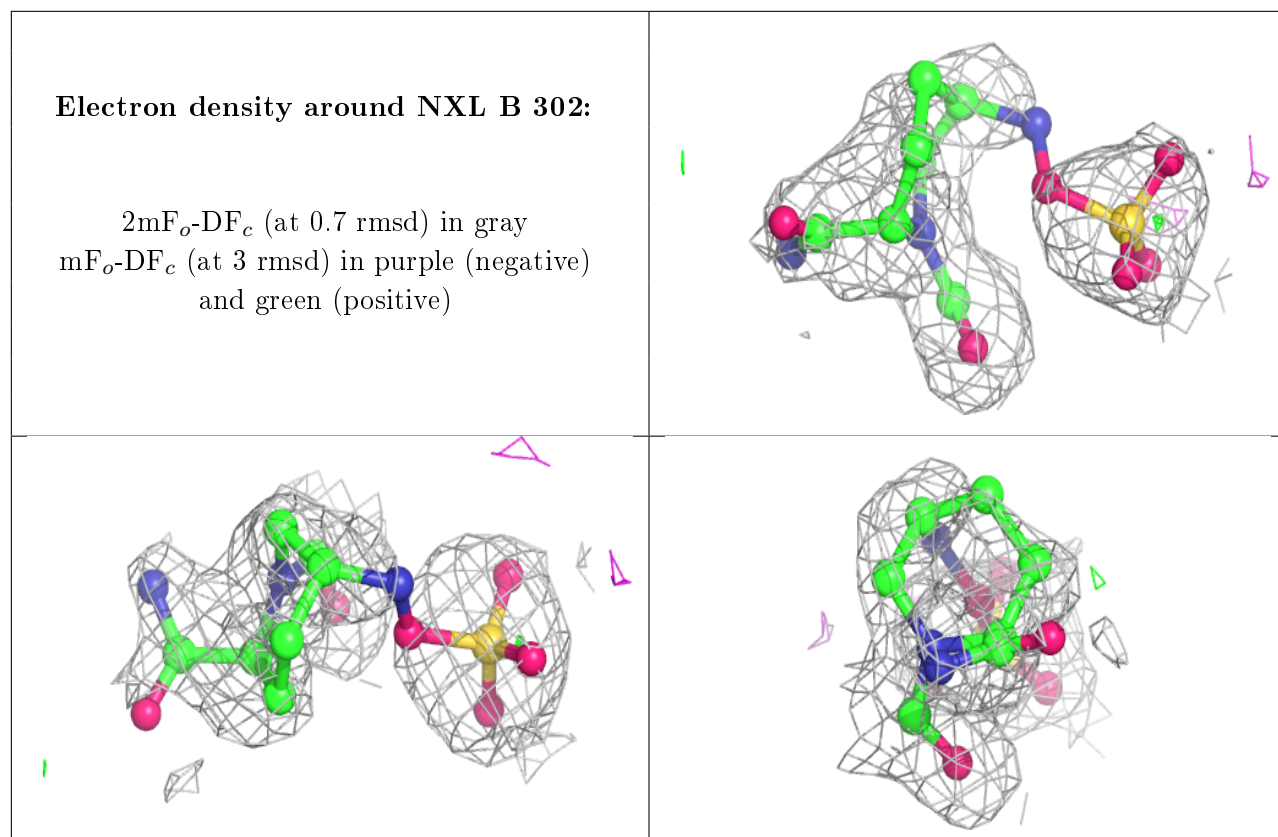 Electron density around NXL B 302:
2mFₒ-DF𝒸 (at 0.7 rmsd) in gray
mFₒ-DF𝒸 (at 3 rmsd) in purple (negative)
and green (positive)